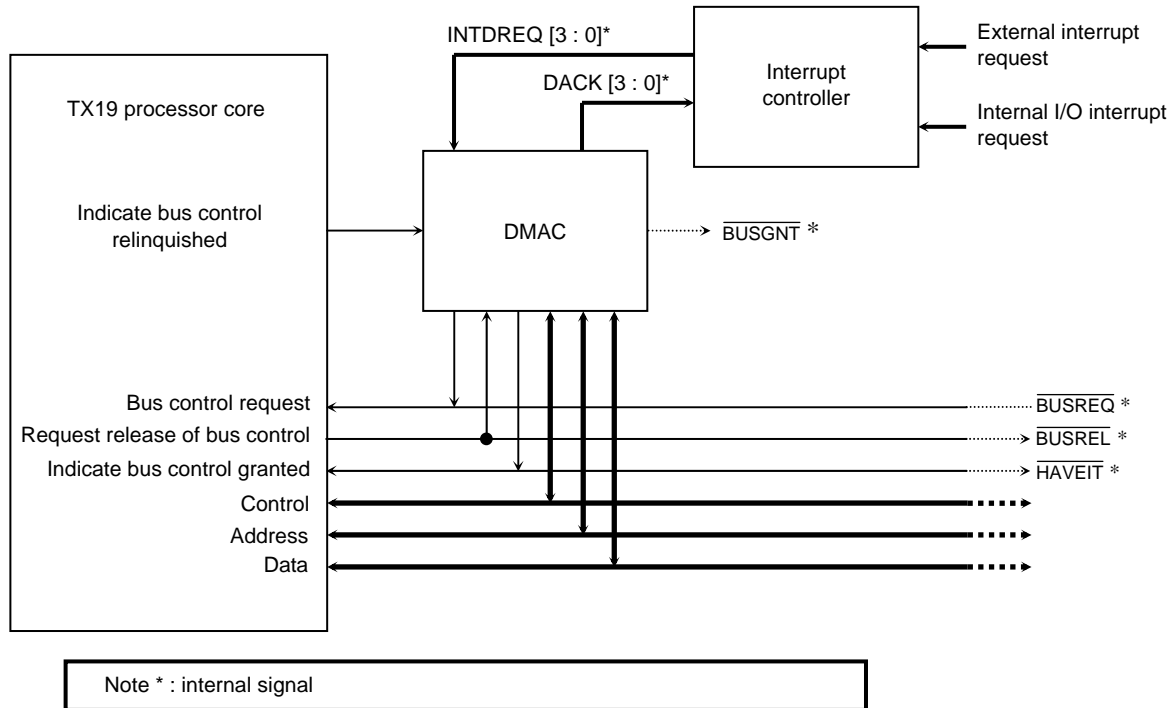 INTDREQ [3 : 0]*
DACK [3 : 0]*
External interrupt
request
Interrupt
controller
Internal I/O interrupt
request
TX19 processor core
Indicate bus control
relinquished
DMAC
BUSGNT *
Bus control request
BUSREQ *
Request release of bus control
BUSREL *
Indicate bus control granted
HAVEIT *
Control
Address
Data
Note * : internal signal